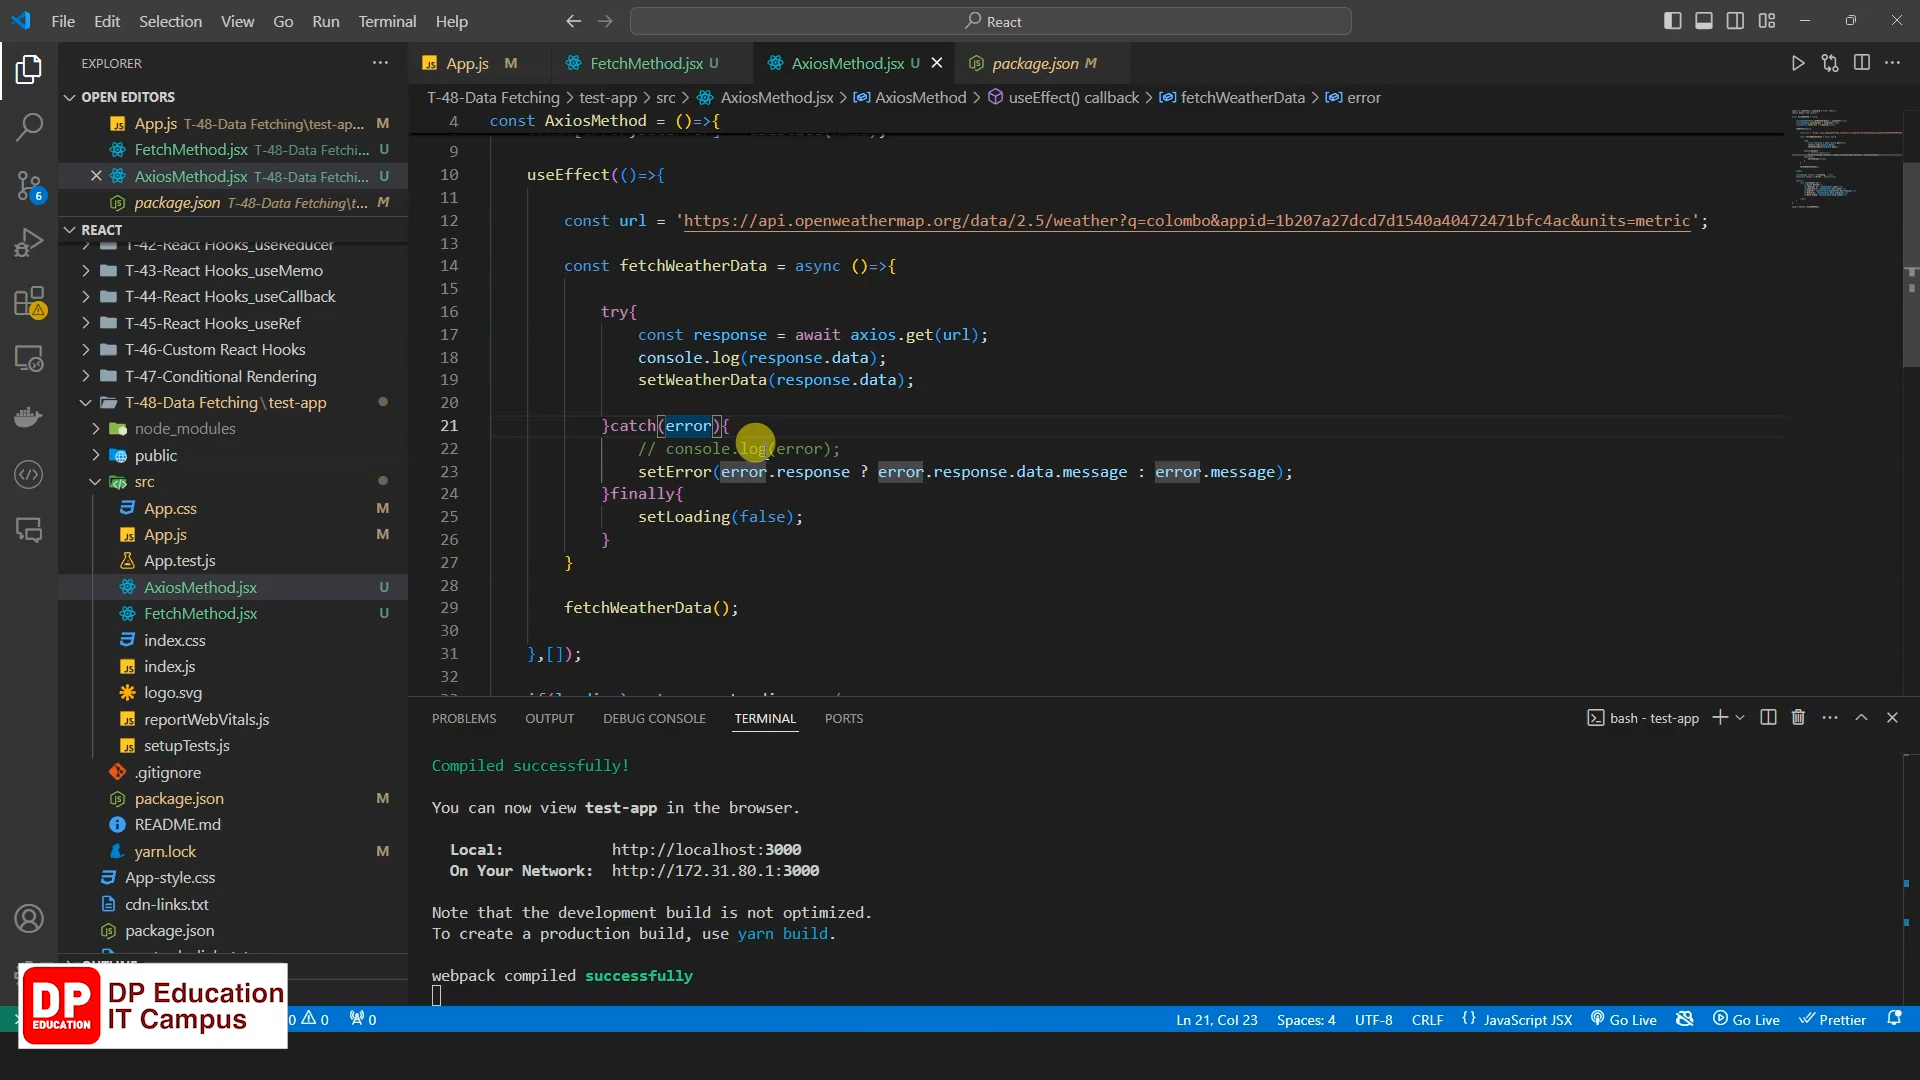 File Edit Selection View Go Run Terminal Help
React
EXPLORER
OPEN EDITORS
App.js T-48-Data Fetching\test-ap... M
FetchMethod.jsx T-48-Data Fetchi... U
AxiosMethod.jsx T-48-Data Fetchi... U
package.json T-48-Data Fetching\t... M
REACT
T-42-React Hooks_useReducer
T-43-React Hooks_useMemo
T-44-React Hooks_useCallback
T-45-React Hooks_useRef
T-46-Custom React Hooks
T-47-Conditional Rendering
T-48-Data Fetching\test-app
node_modules
public
src
App.css M
App.js M
App.test.js
AxiosMethod.jsx U
FetchMethod.jsx U
index.css
index.js
logo.svg
reportWebVitals.js
setupTests.js
.gitignore
package.json M
README.md
yarn.lock M
App-style.css
cdn-links.txt
package.json
6
App.js M FetchMethod.jsx U AxiosMethod.jsx U package.json M
T-48-Data Fetching > test-app > src > AxiosMethod.jsx > AxiosMethod > useEffect() callback > fetchWeatherData > error
4 const AxiosMethod = ()=>{
9
10 useEffect(()=>{
11
12 const url = 'https://api.openweathermap.org/data/2.5/weather?q=colombo&appid=1b207a27dcd7d1540a40472471bfc4ac&units=metric';
13
14 const fetchWeatherData = async ()=>{
15
16 try{
17 const response = await axios.get(url);
18 console.log(response.data);
19 setWeatherData(response.data);
20
21 }catch(error){
22 // console.log(error);
23 setError(error.response ? error.response.data.message : error.message);
24 }finally{
25 setLoading(false);
26 }
27 }
28
29 fetchWeatherData();
30
31 },[]);
32
PROBLEMS OUTPUT DEBUG CONSOLE TERMINAL PORTS
bash - test-app
Compiled successfully!
You can now view test-app in the browser.
Local: http://localhost:3000
On Your Network: http://172.31.80.1:3000
Note that the development build is not optimized.
To create a production build, use yarn build.
webpack compiled successfully
DP EDUCATION
DP Education
IT Campus
0 0 0
Ln 21, Col 23 Spaces: 4 UTF-8 CRLF {} JavaScript JSX Go Live Go Live Prettier